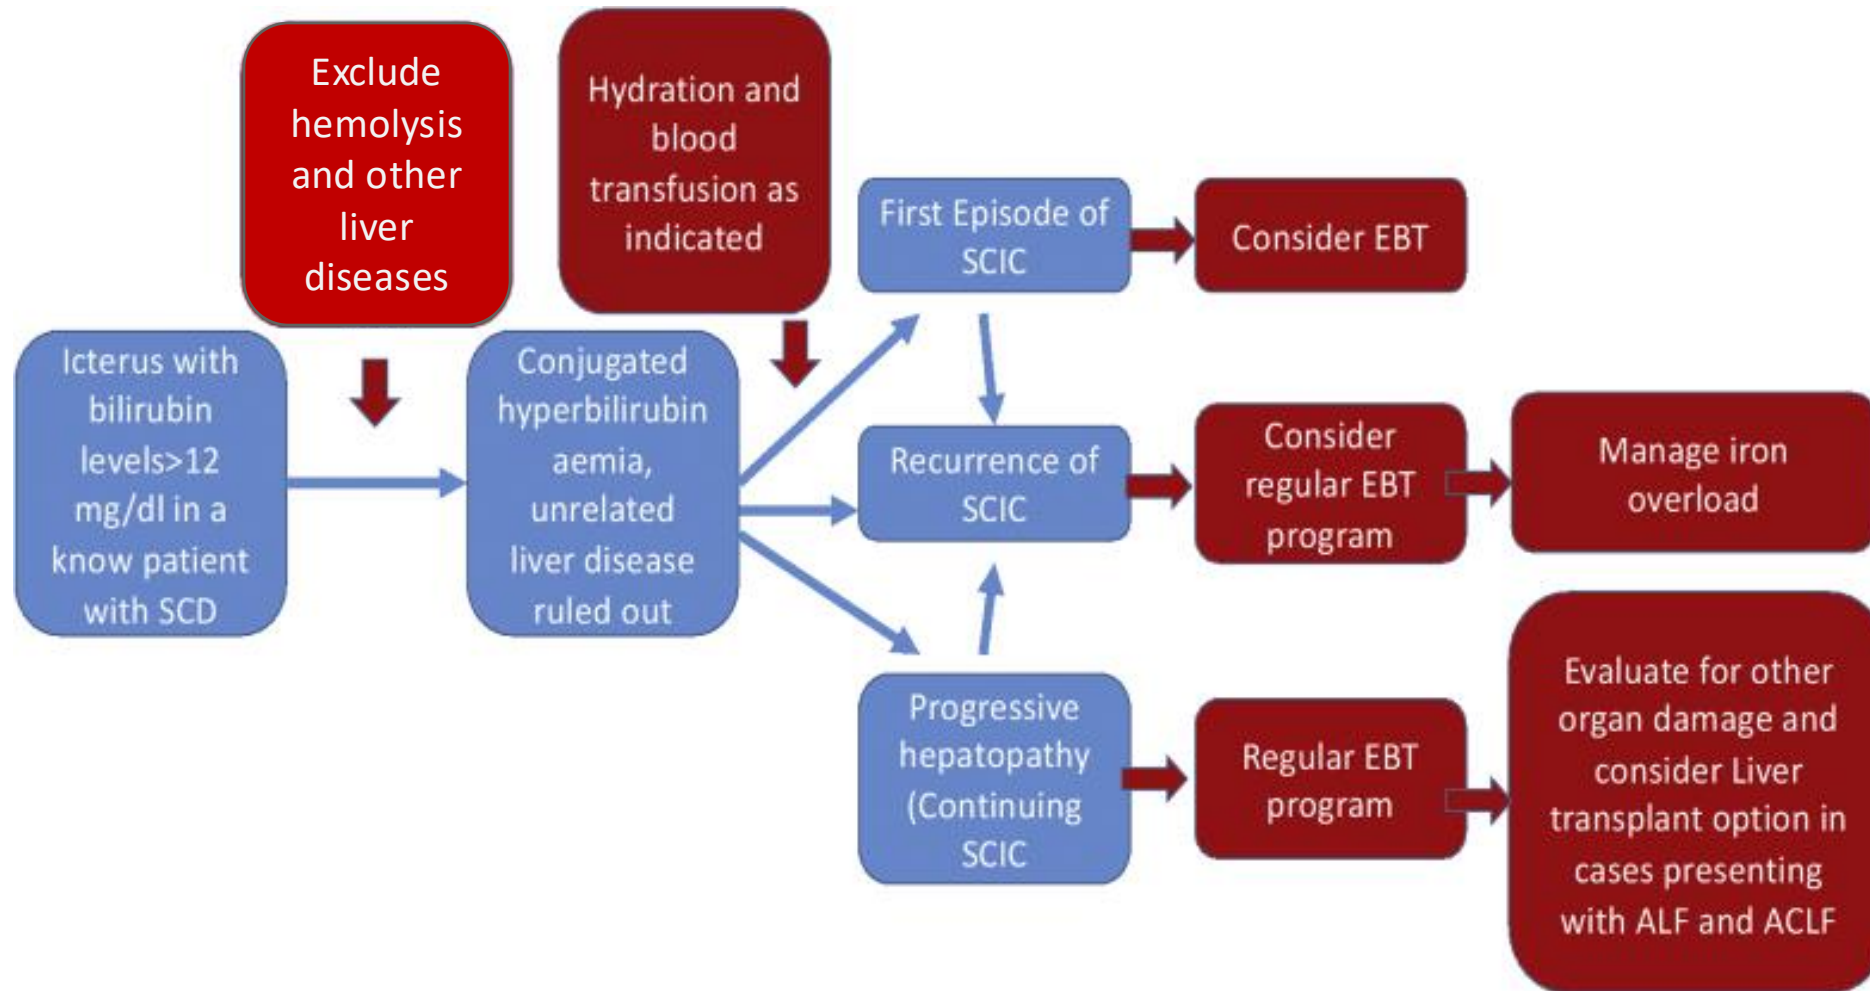 Exclude
hemolysis
and other
liver
diseases
Hydration and
blood
transfusion as
indicated
First Episode of
SCIC
Consider EBT
Icterus with
bilirubin
levels>12
mg/dl in a
know patient
with SCD
Conjugated
hyperbilirubin
aemia,
unrelated
liver disease
ruled out
Recurrence of
SCIC
Consider
regular EBT
program
Manage iron
overload
Progressive
hepatopathy
(Continuing
SCIC
Regular EBT
program
Evaluate for other
organ damage and
consider Liver
transplant option in
cases presenting
with ALF and ACLF